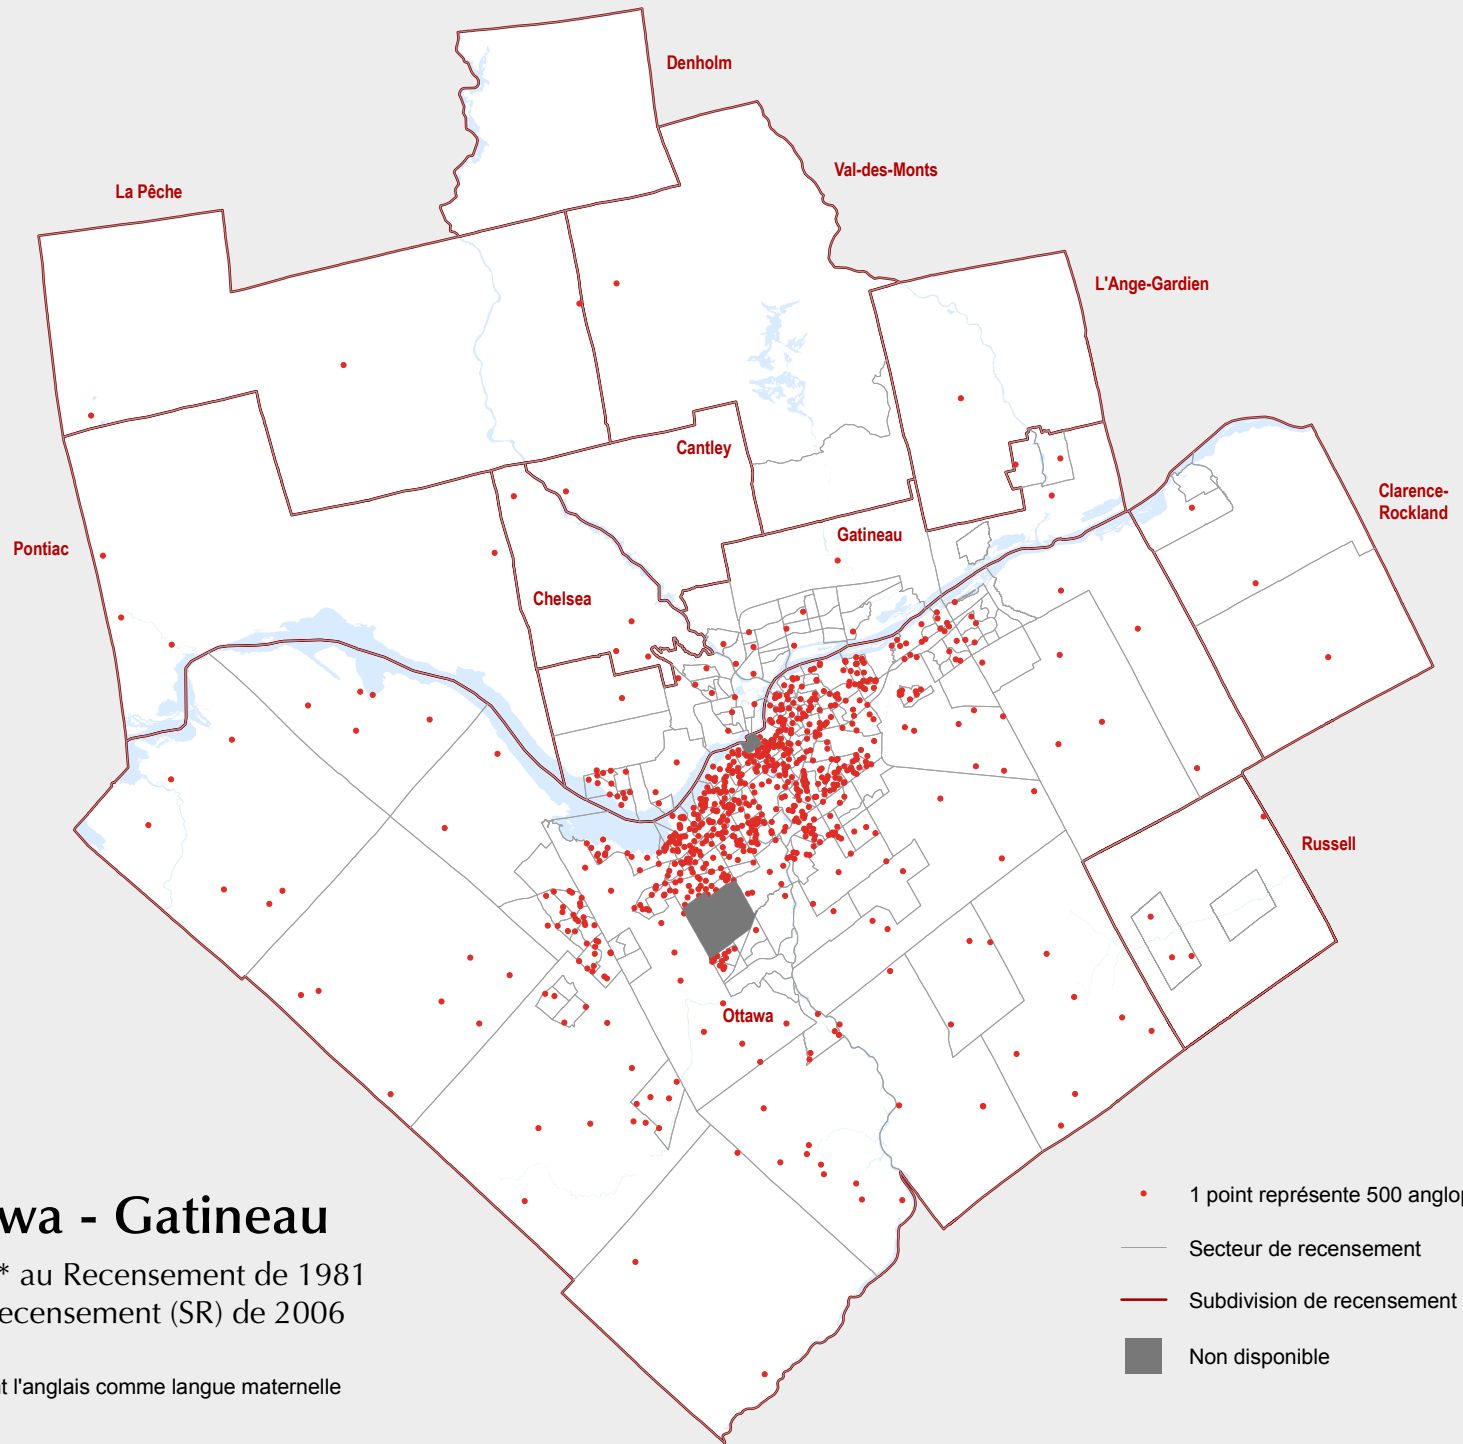 Denholm
Val-des-Monts
La Pêche
L'Ange-Gardien
Cantley
Clarence-
Rockland
Gatineau
Pontiac
Chelsea
Russell
Ottawa
wa - Gatineau
* au Recensement de 1981
ecensement (SR) de 2006
t l'anglais comme langue maternelle
1 point représente 500 anglop
Secteur de recensement
Subdivision de recensement
Non disponible